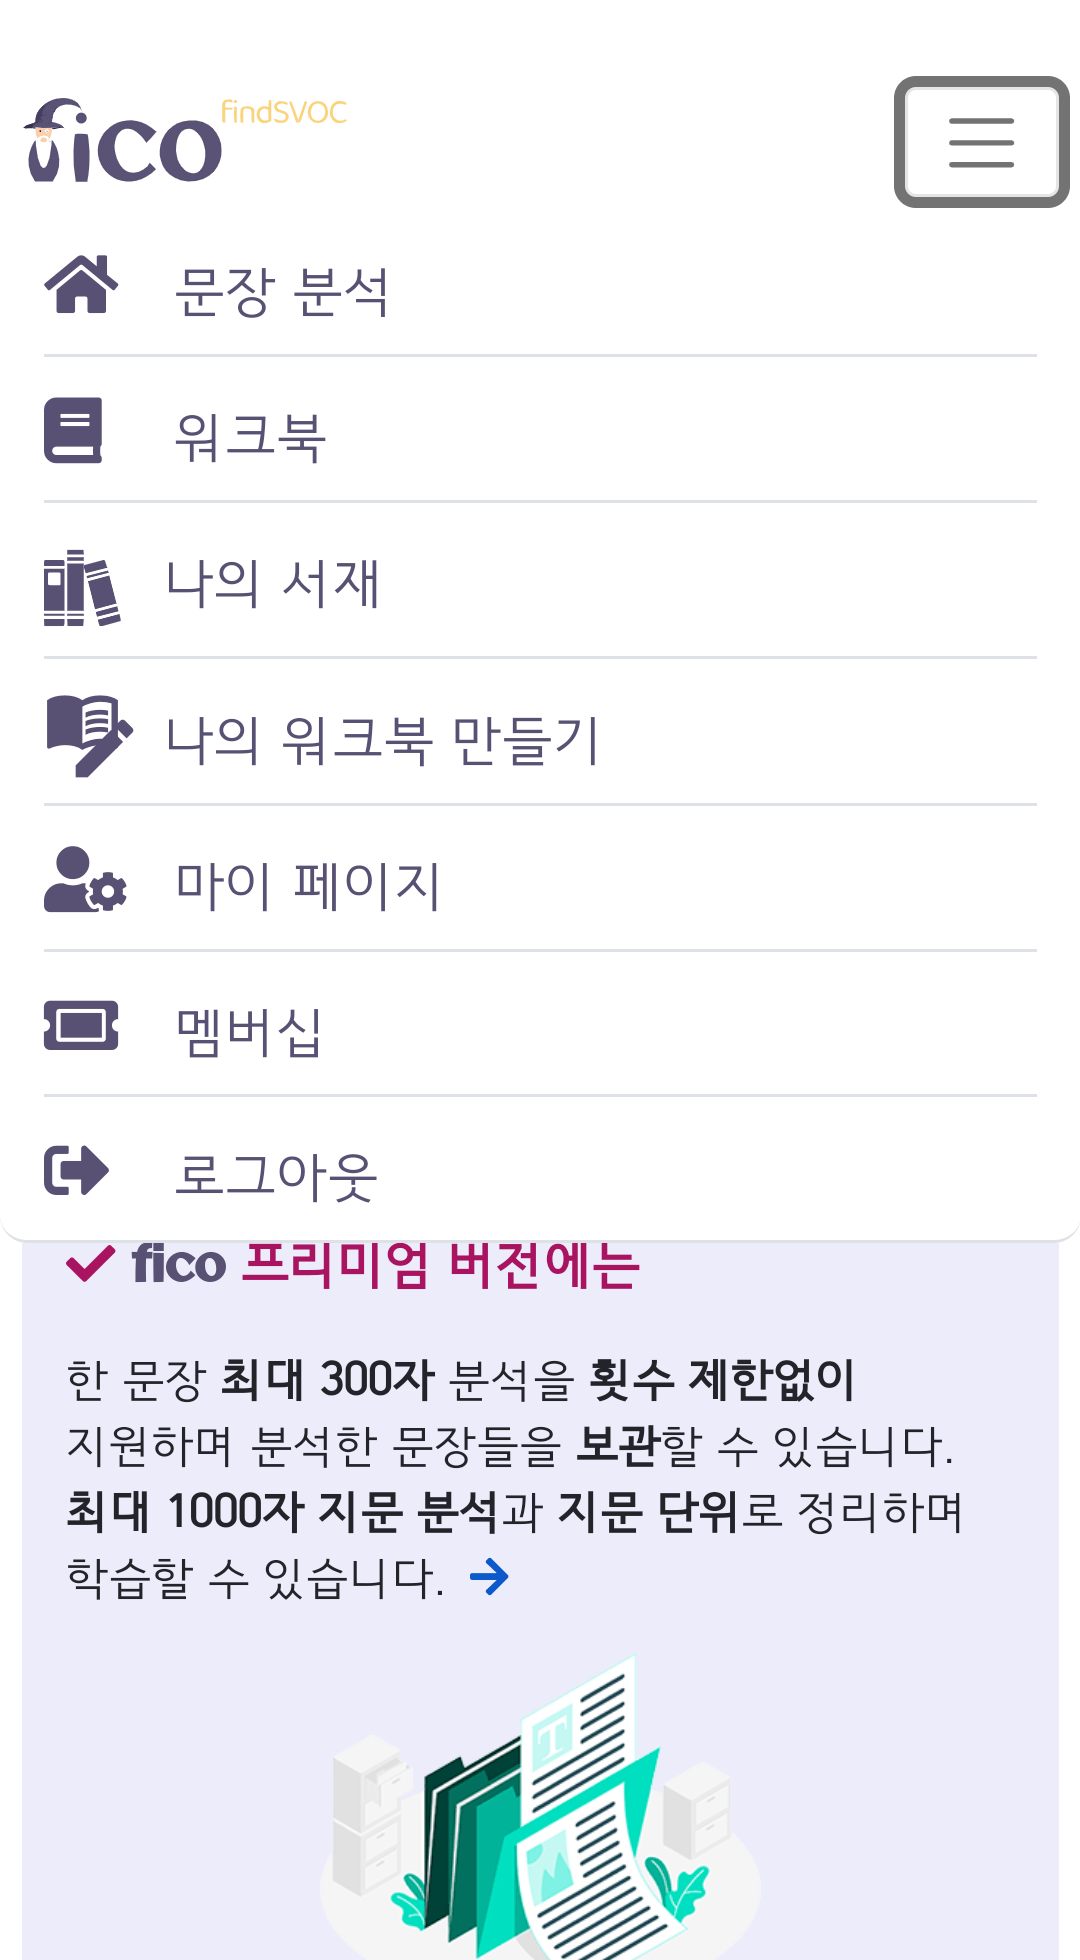 fico findSVOC
문장 분석
워크북
나의 서재
나의 워크북 만들기
마이 페이지
멤버십
로그아웃
fico 프리미엄 버전에는
한 문장 최대 300자 분석을 횟수 제한없이
지원하며 분석한 문장들을 보관할 수 있습니다.
최대 1000자 지문 분석과 지문 단위로 정리하며
학습할 수 있습니다.
T